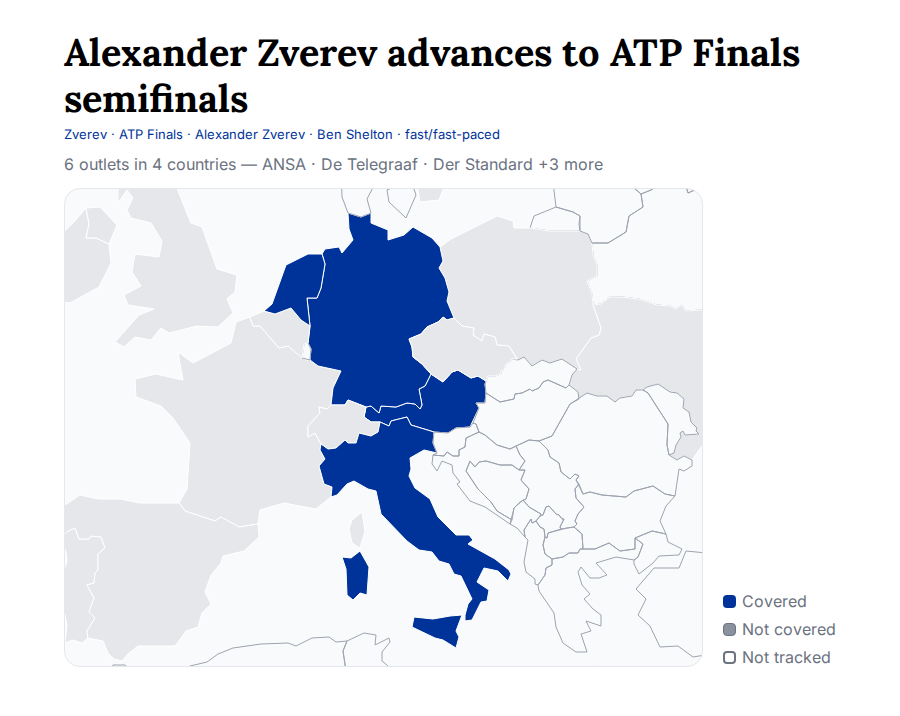 Alexander Zverev advances to ATP Finals
semifinals
Zverev · ATP Finals · Alexander Zverev · Ben Shelton · fast/fast-paced
6 outlets in 4 countries — ANSA · De Telegraaf · Der Standard +3 more
Covered
Not covered
Not tracked